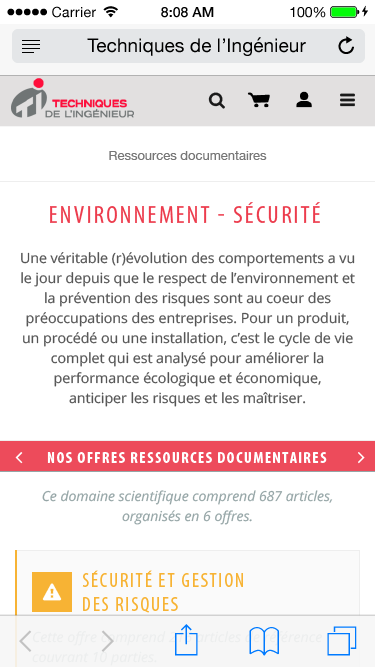 Carrier 8:08 AM 100%
Techniques de l'Ingénieur
TECHNIQUES
DE L'INGÉNIEUR
Ressources documentaires
ENVIRONNEMENT - SÉCURITÉ
Une véritable (r)évolution des comportements a vu
le jour depuis que le respect de l'environnement et
la prévention des risques sont au coeur des
préoccupations des entreprises. Pour un produit,
un procédé ou une installation, c'est le cycle de vie
complet qui est analysé pour améliorer la
performance écologique et économique,
anticiper les risques et les maîtriser.
NOS OFFRES RESSOURCES DOCUMENTAIRES
Ce domaine scientifique comprend 687 articles,
organisés en 6 offres.
SÉCURITÉ ET GESTION
DES RISQUES
Cette offre comprend articles de référence
couvrant 10 parties.